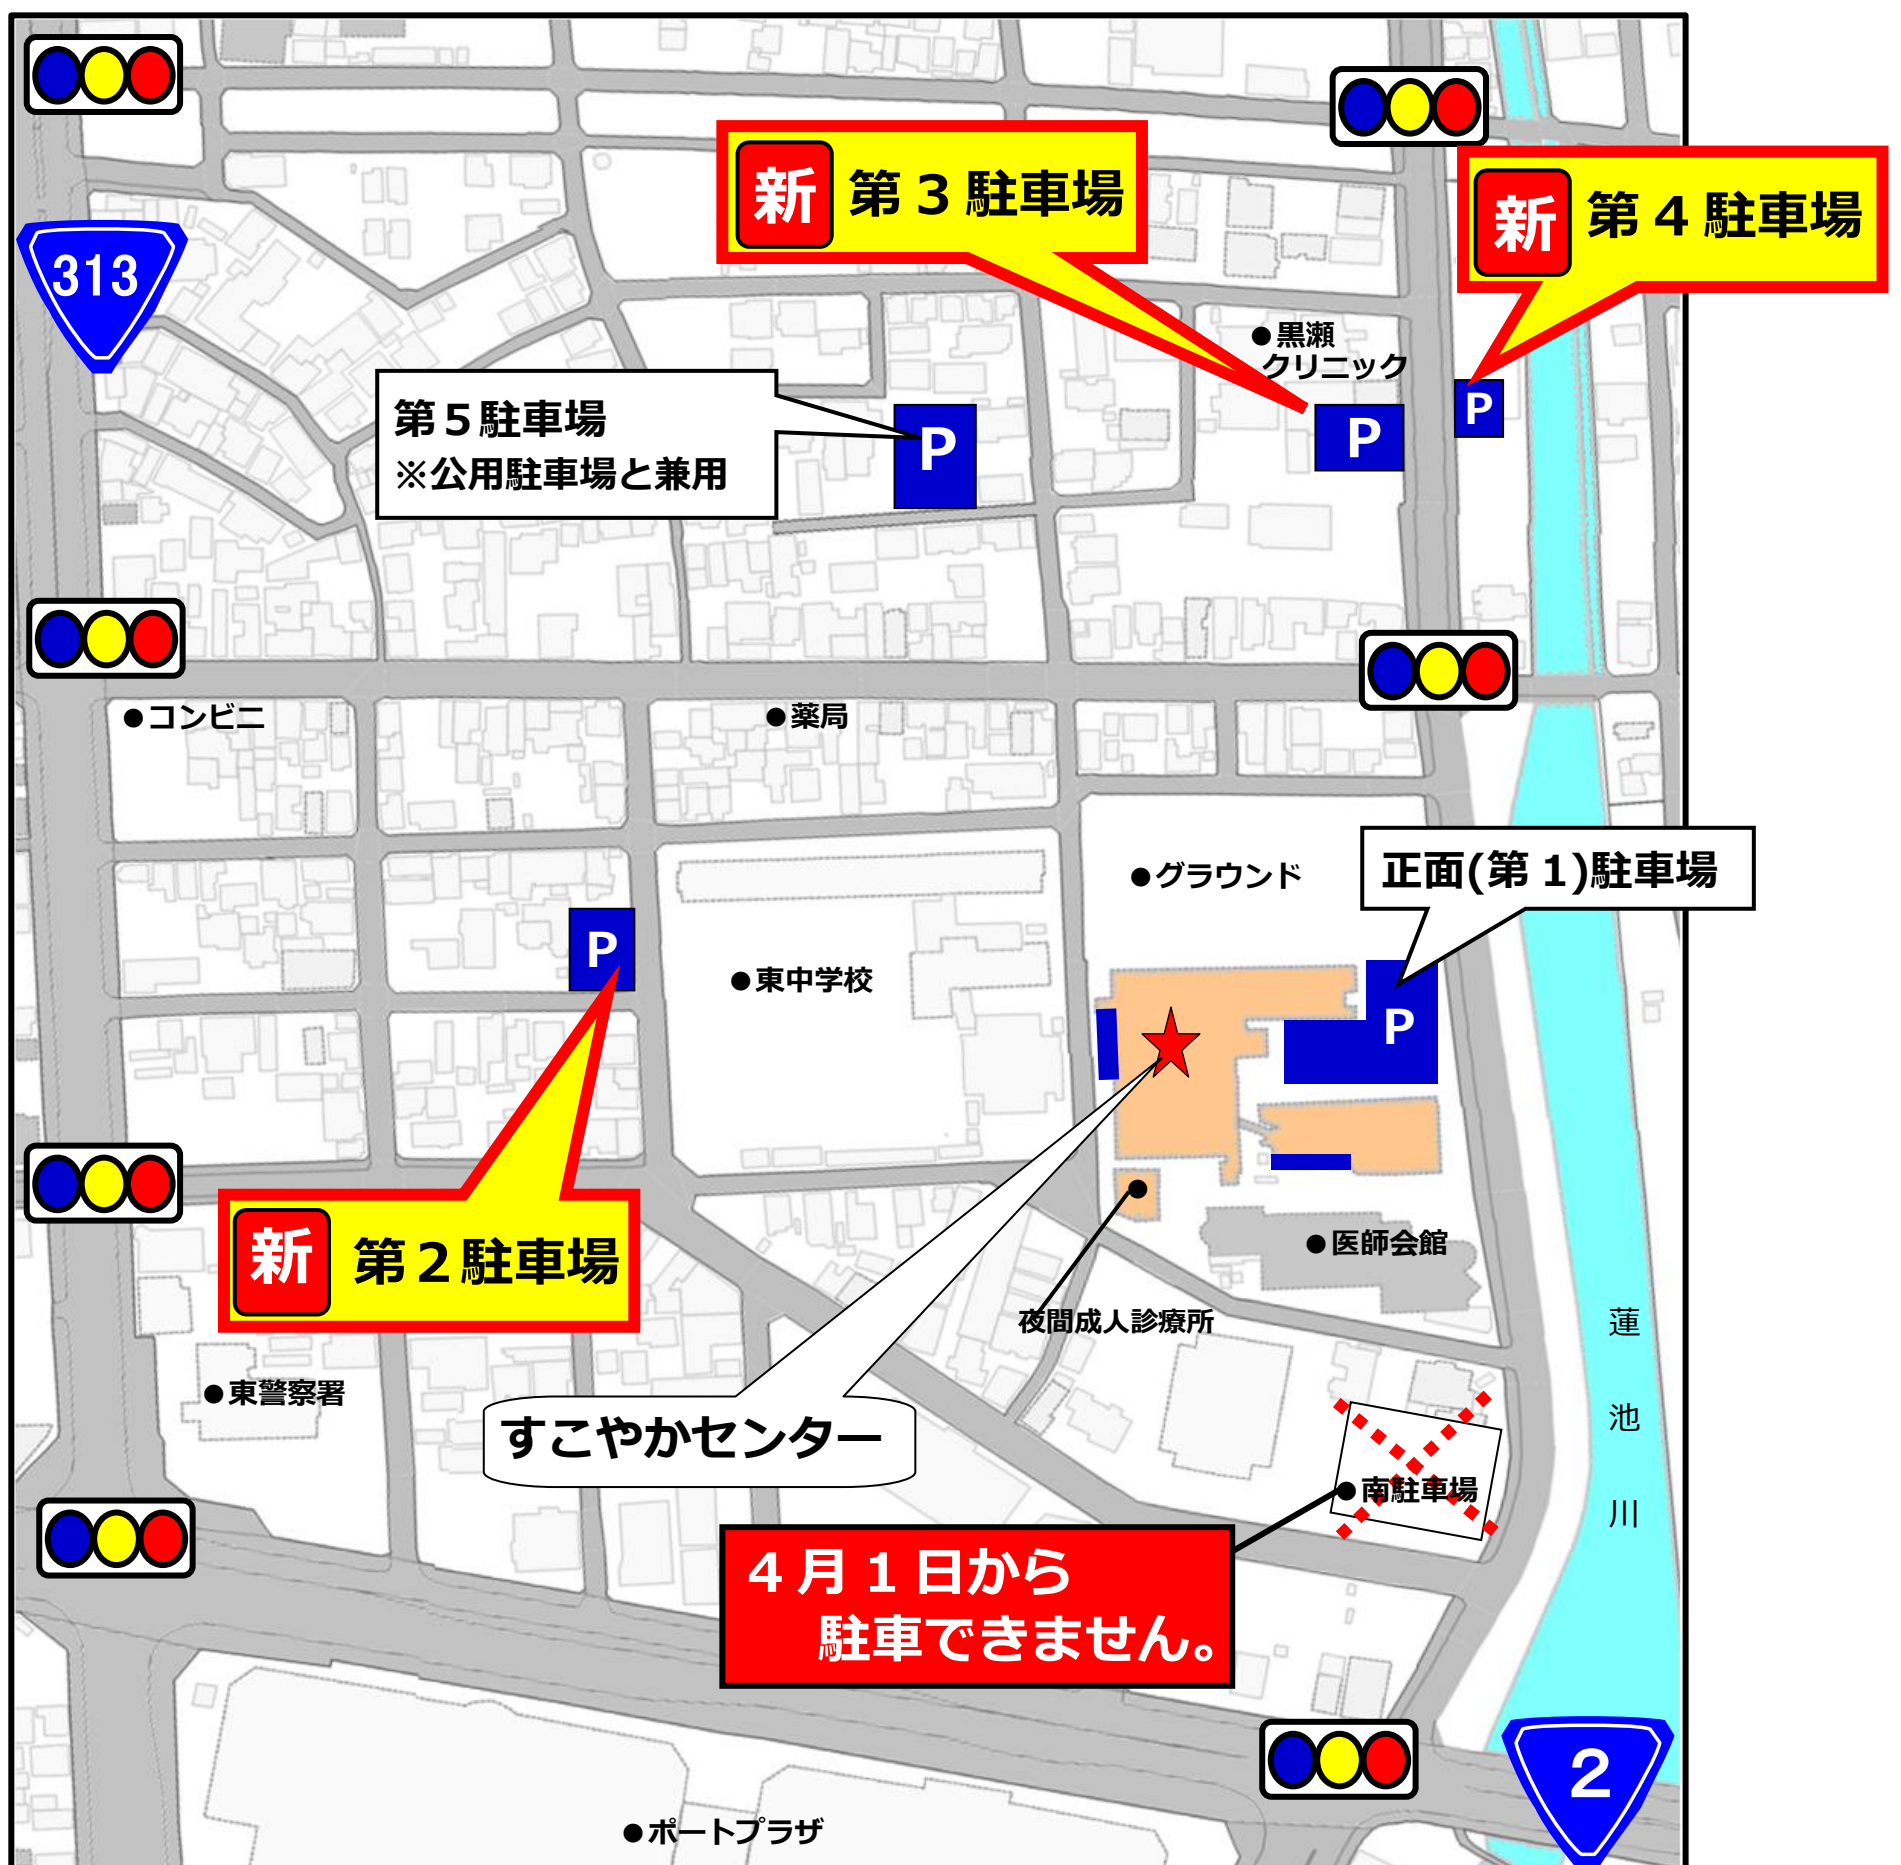 新 第３駐車場
新 第４駐車場
313
●黒瀬
クリニック
第５駐車場
※公用駐車場と兼用
P
P
P
●コンビニ
●薬局
●グラウンド
正面(第１)駐車場
P
●東中学校
P
新 第２駐車場
●医師会館
夜間成人診療所
●東警察署
すこやかセンター
●南駐車場
４月１日から
駐車できません。
蓮
池
川
2
●ポートプラザ